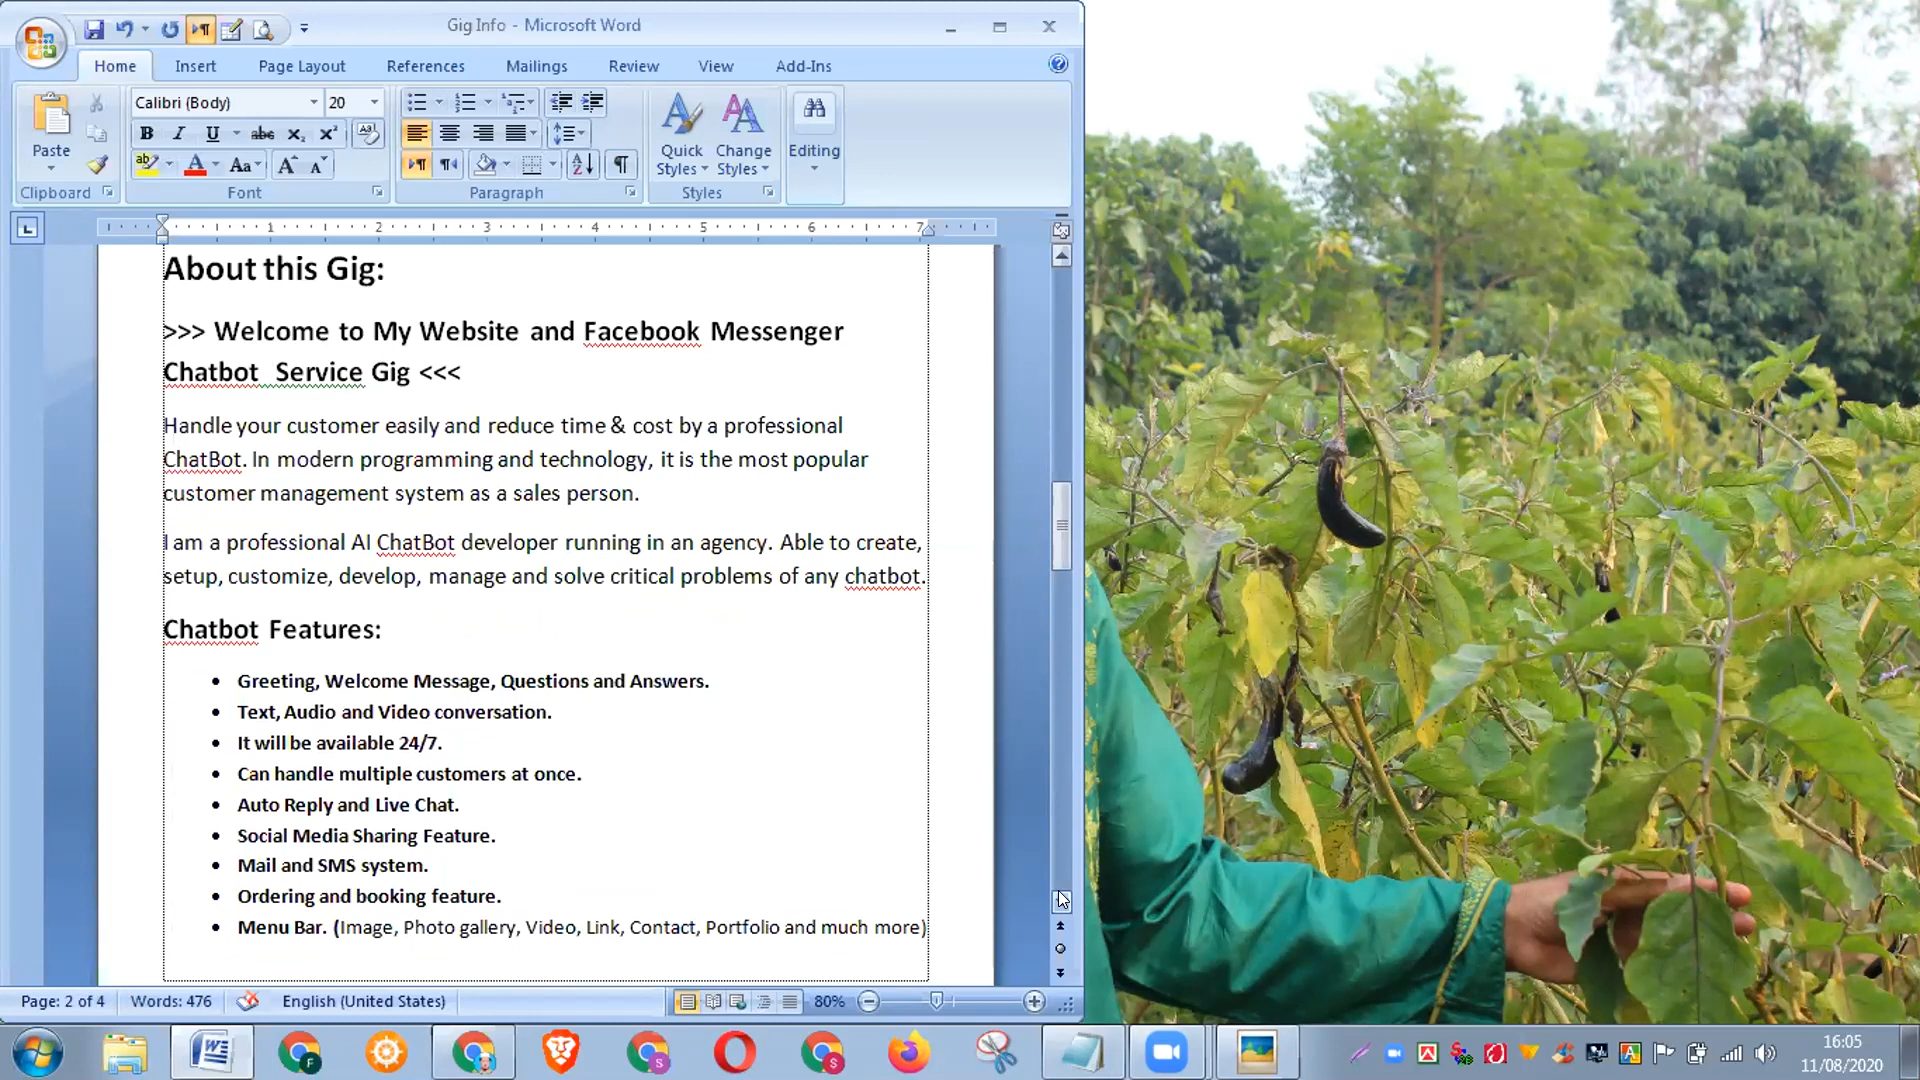 Gig Info - Microsoft Word
Home Insert Page Layout References Mailings Review View Add-Ins
Calibri (Body) 20
Paste
Quick Styles Change Styles Editing
Clipboard Font Paragraph Styles
1 2 3 4 5 6 7
About this Gig:
>>> Welcome to My Website and Facebook Messenger
Chatbot Service Gig <<<
Handle your customer easily and reduce time & cost by a professional
ChatBot. In modern programming and technology, it is the most popular
customer management system as a sales person.
I am a professional AI ChatBot developer running in an agency. Able to create,
setup, customize, develop, manage and solve critical problems of any chatbot.
Chatbot Features:
• Greeting, Welcome Message, Questions and Answers.
• Text, Audio and Video conversation.
• It will be available 24/7.
• Can handle multiple customers at once.
• Auto Reply and Live Chat.
• Social Media Sharing Feature.
• Mail and SMS system.
• Ordering and booking feature.
• Menu Bar. (Image, Photo gallery, Video, Link, Contact, Portfolio and much more)
Page: 2 of 4 Words: 476 English (United States) 80%
16:05
11/08/2020